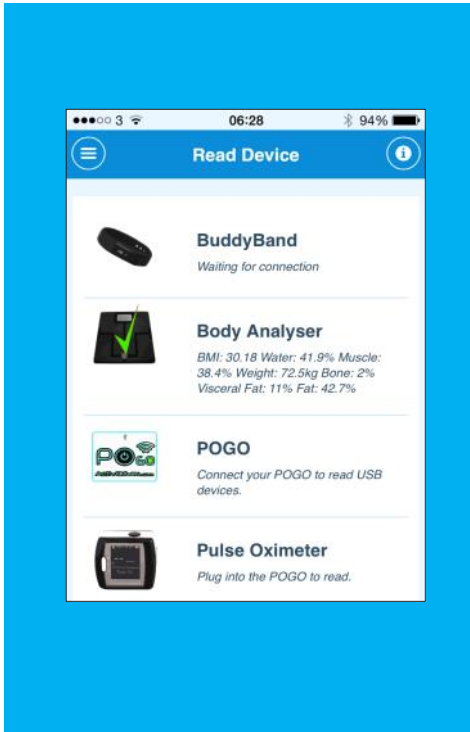 3 06:28 94%
Read Device
BuddyBand
Waiting for connection
Body Analyser
BMI: 30.18 Water: 41.9% Muscle:
38.4% Weight: 72.5kg Bone: 2%
Visceral Fat: 11% Fat: 42.7%
POGO
POGO
Connect your POGO to read USB
devices.
Pulse Oximeter
Plug into the POGO to read.